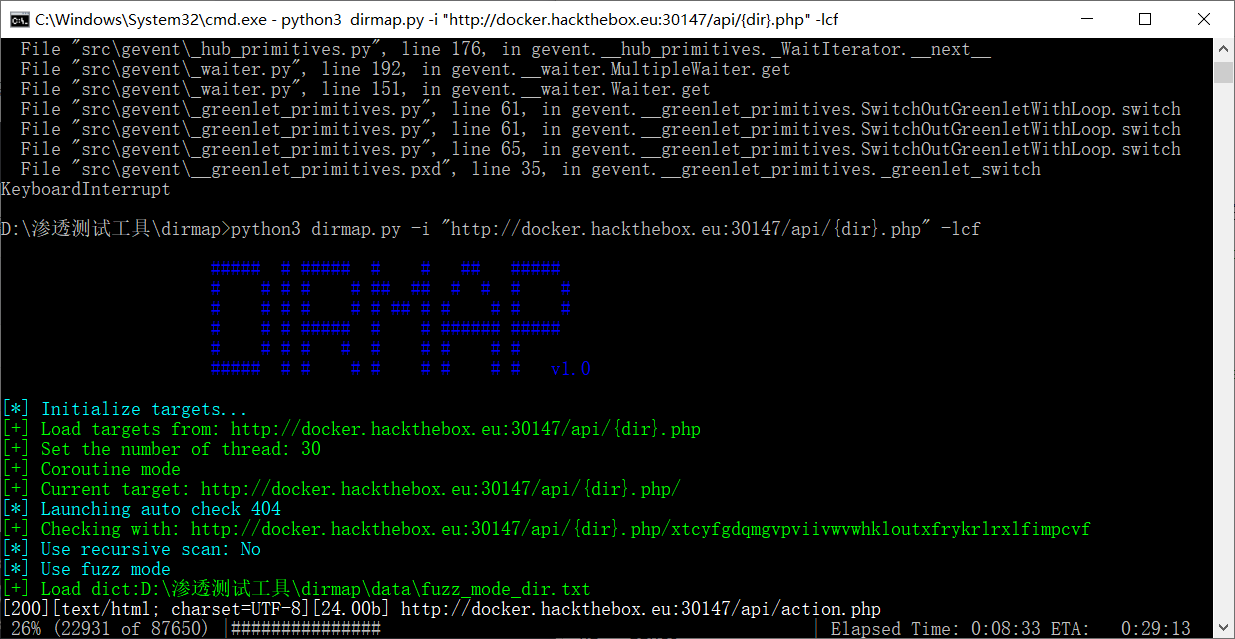 C:\Windows\System32\cmd.exe - python3  dirmap.py -i "http://docker.hackthebox.eu:30147/api/{dir}.php" -lcf
File "src\gevent\_hub_primitives.py", line 176, in gevent.__hub_primitives._WaitIterator.__next__
File "src\gevent\_waiter.py", line 192, in gevent.__waiter.MultipleWaiter.get
File "src\gevent\_waiter.py", line 151, in gevent.__waiter.Waiter.get
File "src\gevent\_greenlet_primitives.py", line 61, in gevent.__greenlet_primitives.SwitchOutGreenletWithLoop.switch
File "src\gevent\_greenlet_primitives.py", line 61, in gevent.__greenlet_primitives.SwitchOutGreenletWithLoop.switch
File "src\gevent\_greenlet_primitives.py", line 65, in gevent.__greenlet_primitives.SwitchOutGreenletWithLoop.switch
File "src\gevent\__greenlet_primitives.pxd", line 35, in gevent.__greenlet_primitives._greenlet_switch
KeyboardInterrupt
D:\渗透测试工具\dirmap>python3 dirmap.py -i "http://docker.hackthebox.eu:30147/api/{dir}.php" -lcf
DIRMAP
v1.0
[*] Initialize targets...
[+] Load targets from: http://docker.hackthebox.eu:30147/api/{dir}.php
[+] Set the number of thread: 30
[+] Coroutine mode
[+] Current target: http://docker.hackthebox.eu:30147/api/{dir}.php/
[*] Launching auto check 404
[+] Checking with: http://docker.hackthebox.eu:30147/api/{dir}.php/xtcyfgdqmgvpviivwvwhkloutxfrykrlrxlfimpcvf
[*] Use recursive scan: No
[*] Use fuzz mode
[+] Load dict:D:\渗透测试工具\dirmap\data\fuzz_mode_dir.txt
[200][text/html; charset=UTF-8][24.00b] http://docker.hackthebox.eu:30147/api/action.php
26% (22931 of 87650) |############### | Elapsed Time: 0:08:33 ETA:   0:29:13